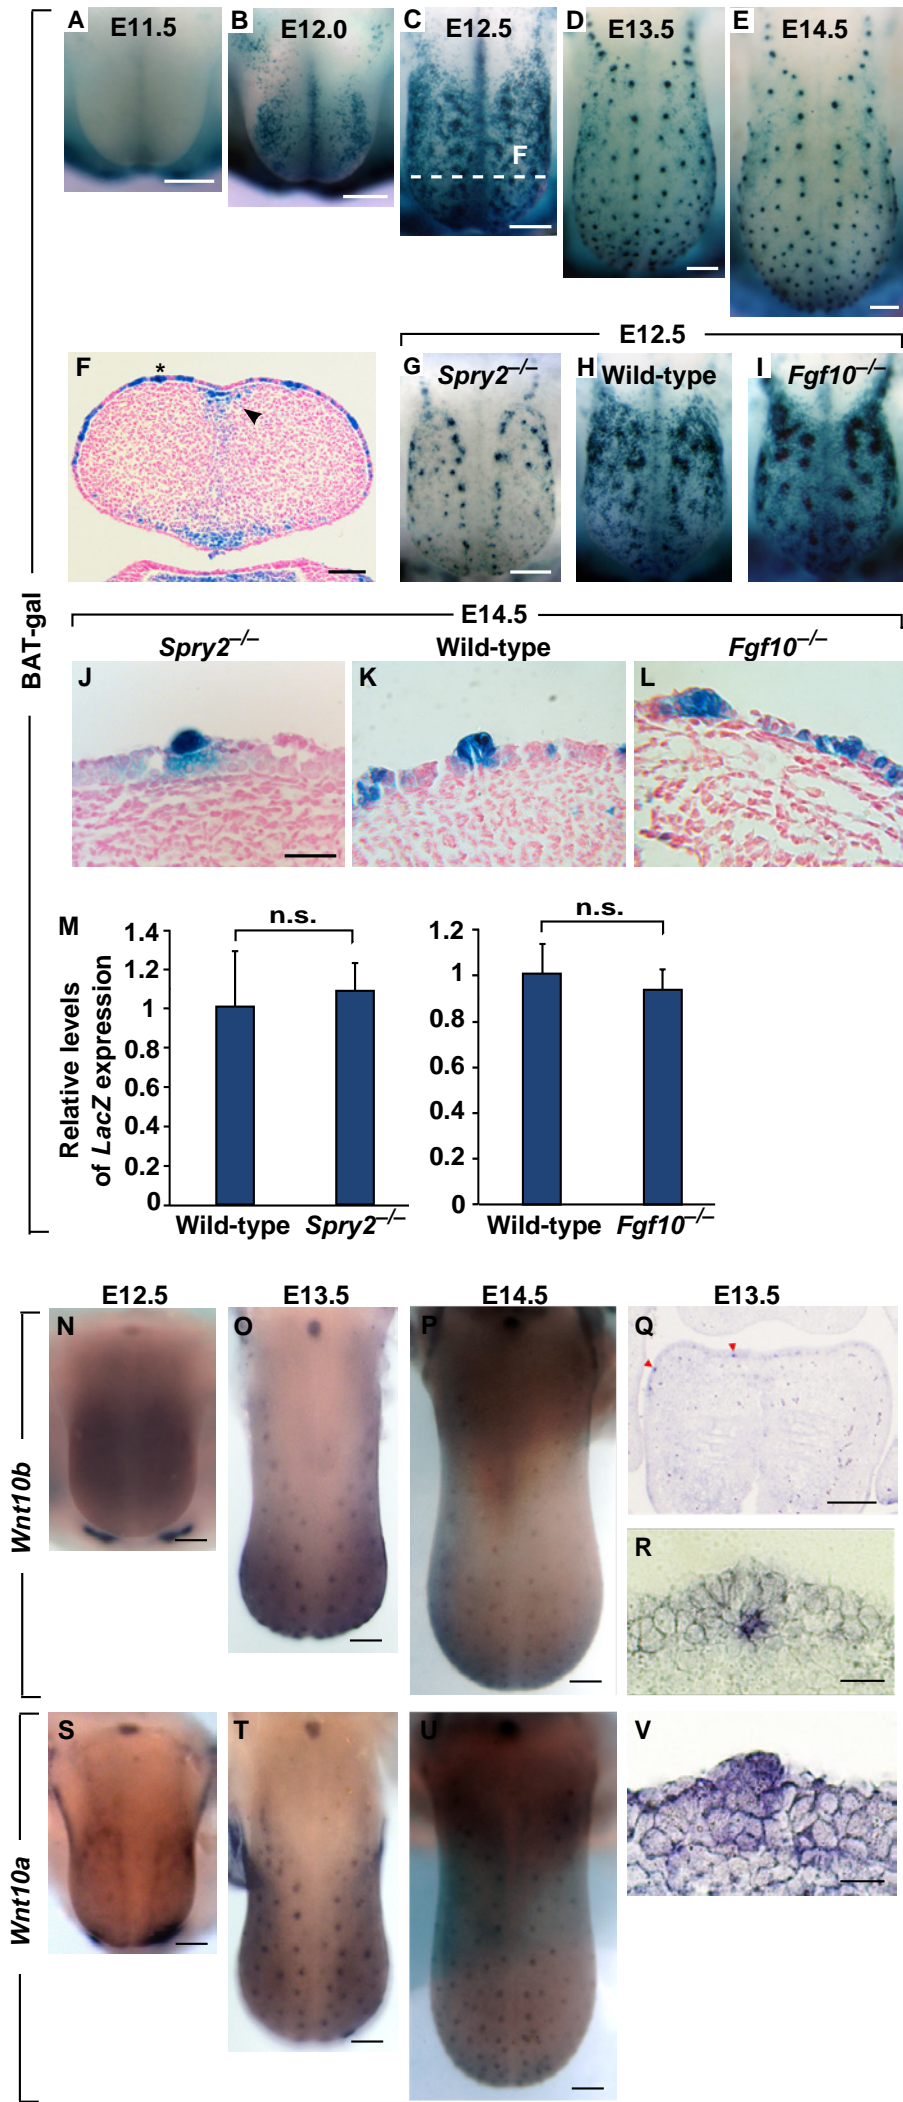 A E11.5
B E12.0
C E12.5
D E13.5
E E14.5
F
E12.5
F *
G Spry2–/–
H Wild-type
I Fgf10–/–
BAT-gal
E14.5
Spry2–/– Wild-type Fgf10–/–
J K L
M
Relative levels
of LacZ expression
n.s.
1.4
1.2
1
0.8
0.6
0.4
0.2
0
Wild-type Spry2–/–
n.s.
1.2
1
0.8
0.6
0.4
0.2
0
Wild-type Fgf10–/–
E12.5 E13.5 E14.5 E13.5
N O P Q
R
Wnt10b
S T U V
Wnt10a